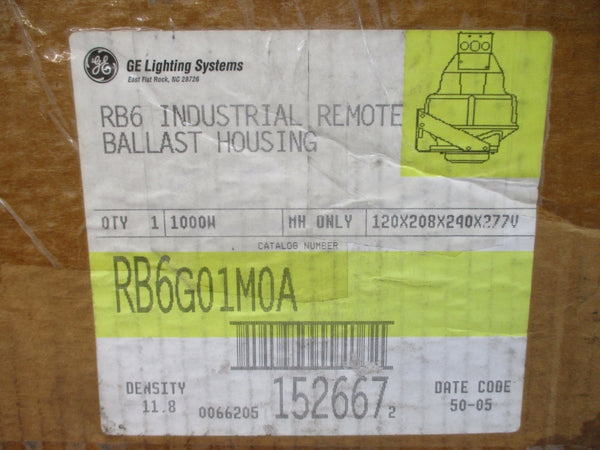 GE Lighting Systems
East Flat Rock, NC 28726
RB6 INDUSTRIAL REMOTE
BALLAST HOUSING
QTY 1 1000W MH ONLY 120X208X240X277V
CATALOG NUMBER
RB6G01M0A
DENSITY
11.8
0066205 152667 2
DATE CODE
50-05